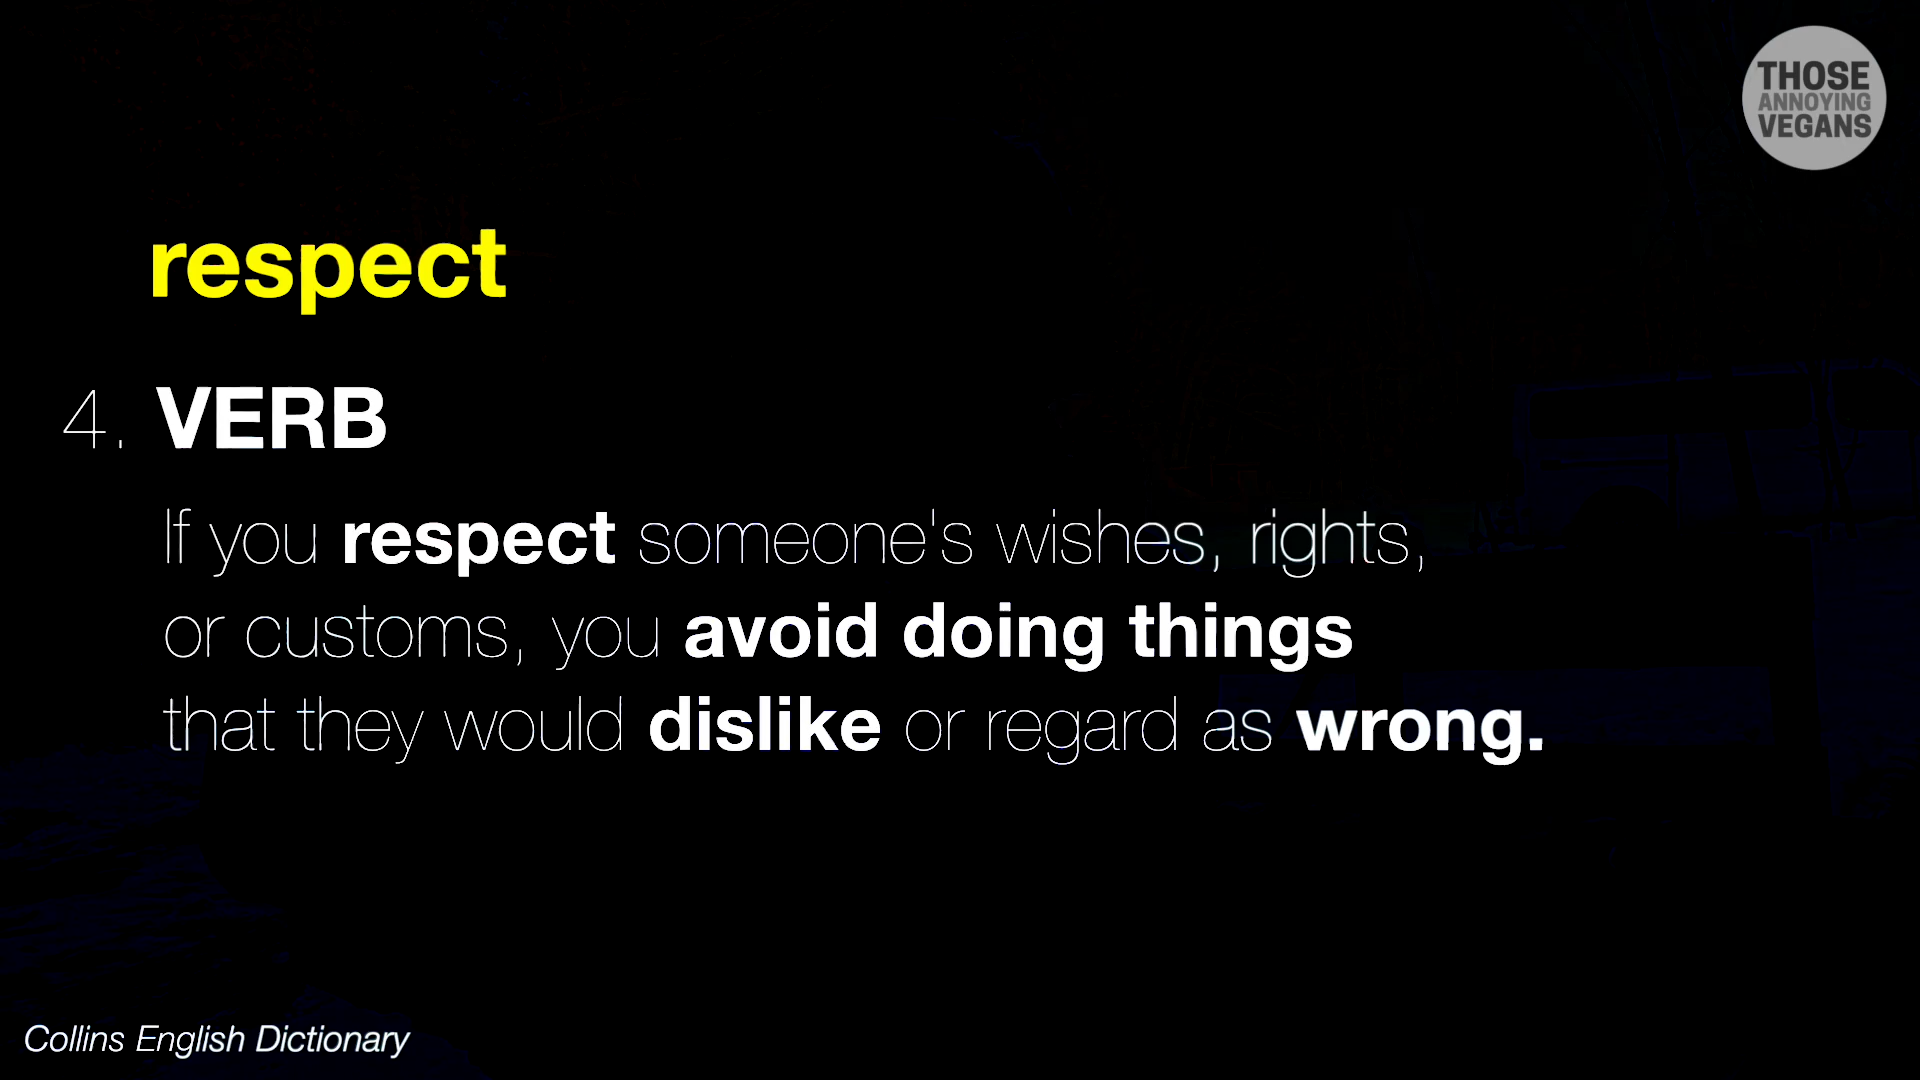 THOSE
ANNOYING
VEGANS
respect
4. VERB
If you respect someone's wishes, rights,
or customs, you avoid doing things
that they would dislike or regard as wrong.
Collins English Dictionary